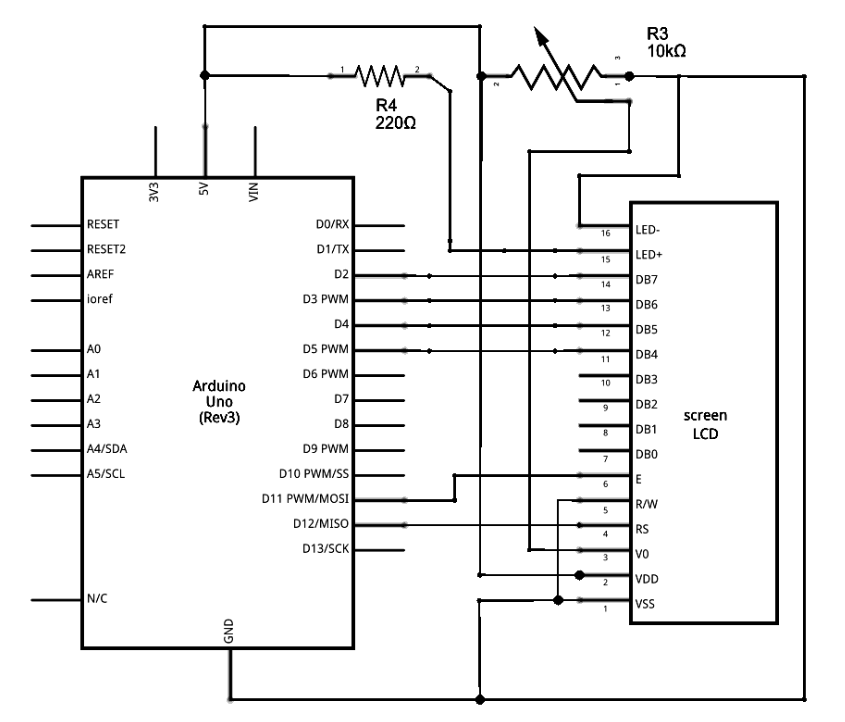 R3
10kΩ
3
1
2
1
2
R4
220Ω
3V3
5V
VIN
RESET
RESET2
AREF
ioref
A0
A1
A2
A3
A4/SDA
A5/SCL
N/C
Arduino
Uno
(Rev3)
D0/RX
D1/TX
D2
D3 PWM
D4
D5 PWM
D6 PWM
D7
D8
D9 PWM
D10 PWM/SS
D11 PWM/MOSI
D12/MISO
D13/SCK
GND
16 LED-
15 LED+
14 DB7
13 DB6
12 DB5
11 DB4
10 DB3
9 DB2
8 DB1
7 DB0
6 E
5 R/W
4 RS
3 V0
2 VDD
1 VSS
screen
LCD